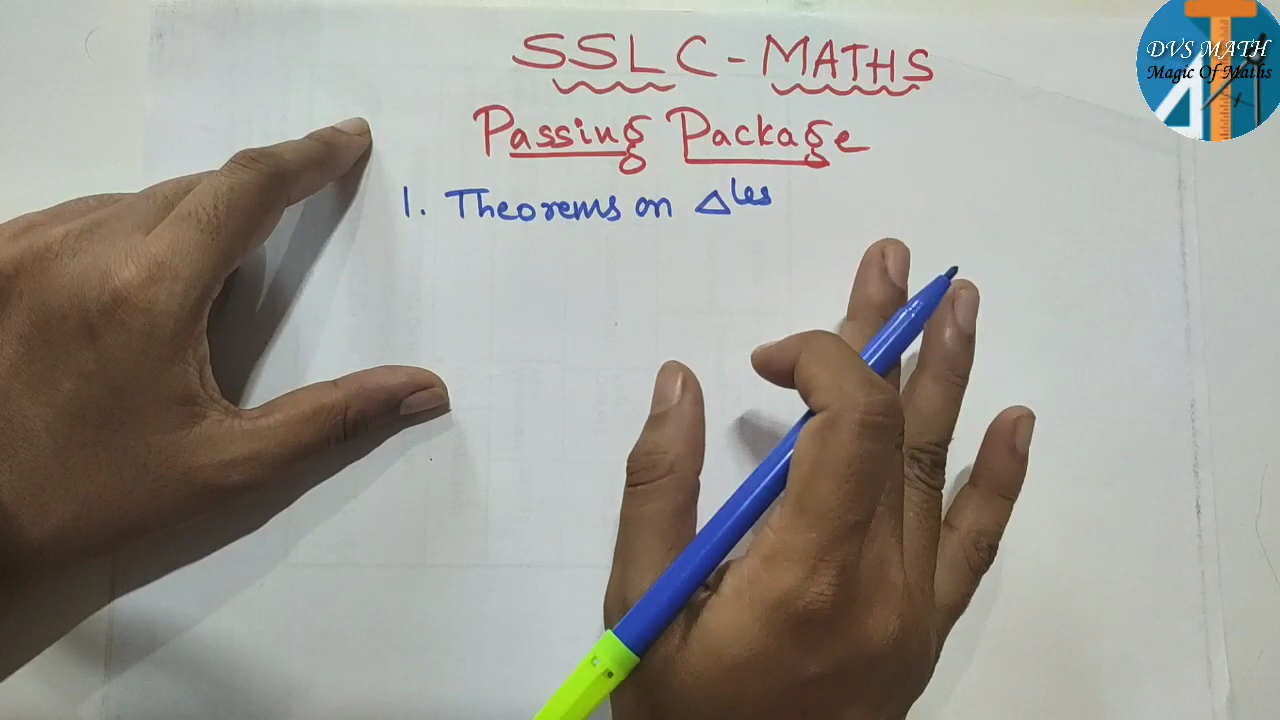 SSLC - MATHS
Passing Package
1. Theorems on △les
DVS MATH
Magic Of Maths